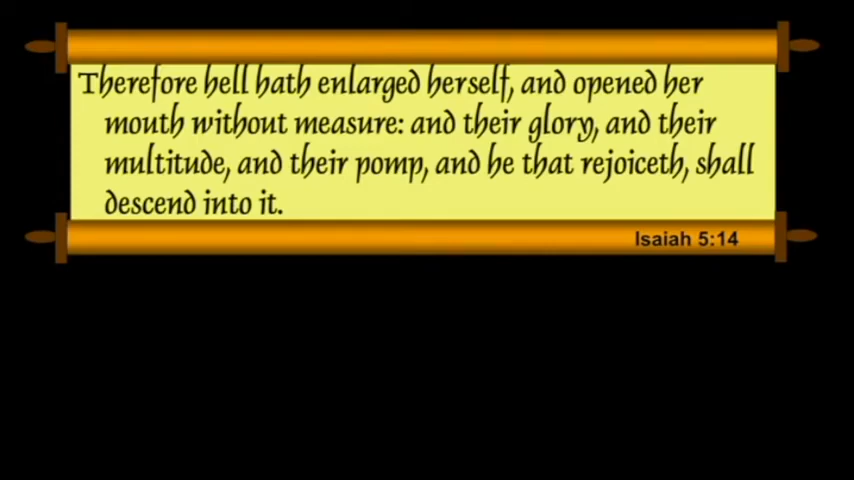 Therefore hell hath enlarged herself, and opened her
mouth without measure: and their glory, and their
multitude, and their pomp, and he that rejoiceth, shall
descend into it.
Isaiah 5:14